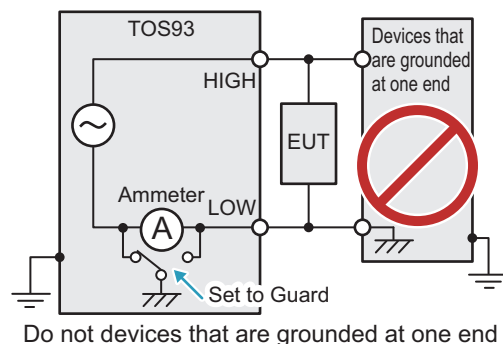 TOS93
Devices that
are grounded
at one end
HIGH
EUT
Ammeter
A
LOW
Set to Guard
Do not devices that are grounded at one end